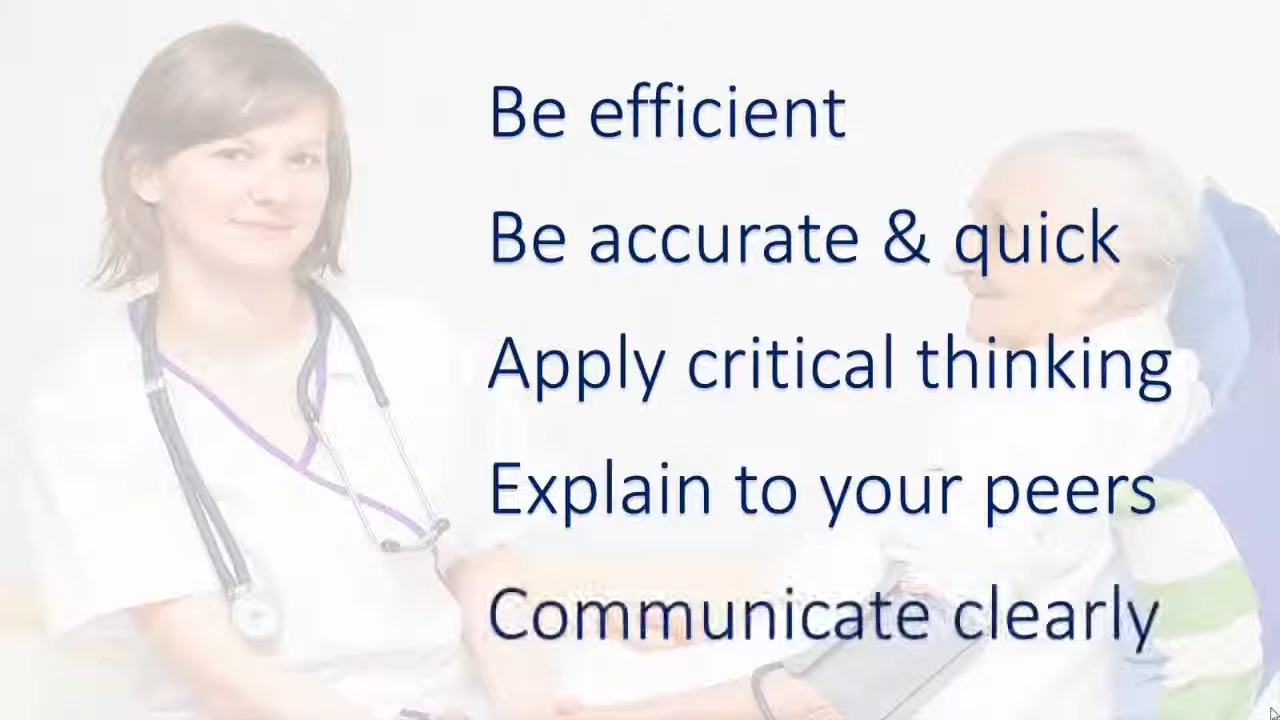 Be efficient
Be accurate & quick
Apply critical thinking
Explain to your peers
Communicate clearly